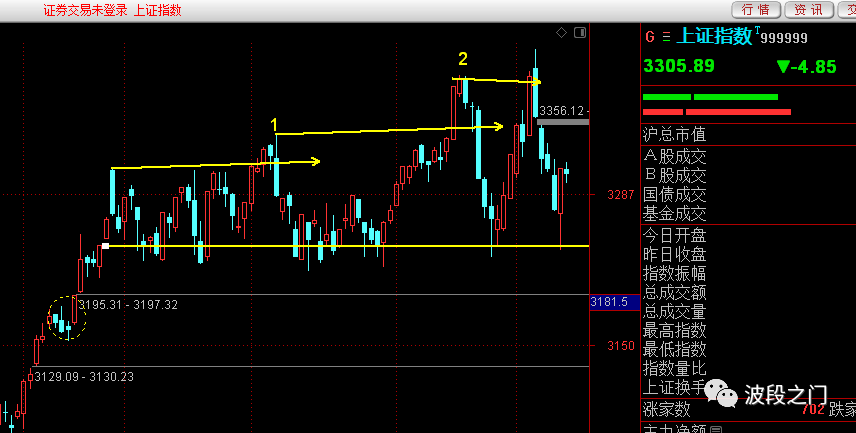 证券交易未登录 上证指数
行 情
资 讯
交
G 上证指数 T 999999
3305.89 ▼-4.85
2
1
3356.12 -
3287
3195.31 - 3197.32
3181.5
3150
3129.09 - 3130.23
沪总市值
A股成交
B股成交
国债成交
基金成交
今日开盘
昨日收盘
指数振幅
总成交额
总成交量
最高指数
最低指数
指数量比
上证换手
波段之门
涨家数 702 跌家
主力净额